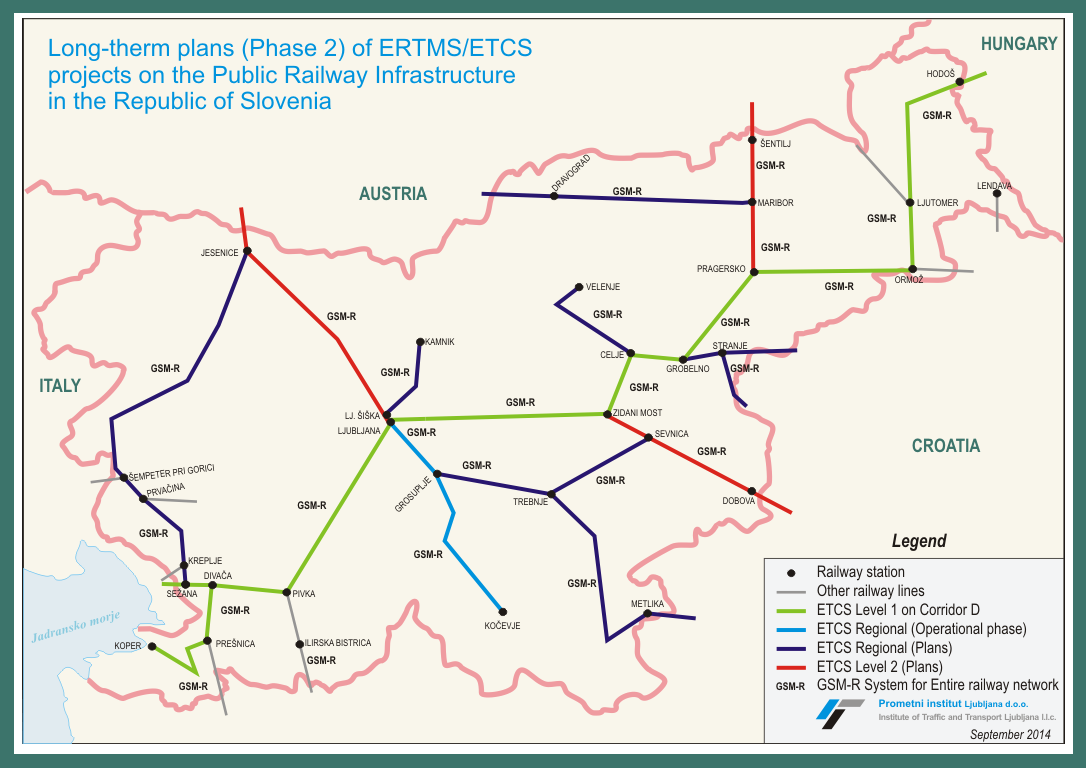 Long-therm plans (Phase 2) of ERTMS/ETCS
projects on the Public Railway Infrastructure
in the Republic of Slovenia
HUNGARY
HODOŠ
GSM-R
ŠENTILJ
GSM-R
DRAVOGRAD
GSM-R
AUSTRIA
LENDAVA
MARIBOR
LJUTOMER
GSM-R
JESENICE
GSM-R
PRAGERSKO
ORMOŽ
GSM-R
VELENJE
GSM-R
GSM-R
GSM-R
KAMNIK
STRANJE
CELJE
GROBELNO
GSM-R
GSM-R
GSM-R
ITALY
GSM-R
GSM-R
LJ. ŠIŠKA
LJUBLJANA
GSM-R
ZIDANI MOST
SEVNICA
GSM-R
CROATIA
GSM-R
ŠEMPETER PRI GORICI
PRVAČINA
GROSUPLJE
GSM-R
TREBNJE
DOBOVA
GSM-R
GSM-R
GSM-R
KREPLJE
DIVAČA
SEŽANA
PIVKA
GSM-R
GSM-R
METLIKA
KOČEVJE
Jadransko morje
KOPER
PREŠNICA
ILIRSKA BISTRICA
GSM-R
GSM-R
Legend
Railway station
Other railway lines
ETCS Level 1 on Corridor D
ETCS Regional (Operational phase)
ETCS Regional (Plans)
ETCS Level 2 (Plans)
GSM-R GSM-R System for Entire railway network
Prometni institut Ljubljana d.o.o.
Institute of Traffic and Transport Ljubljana l.l.c.
September 2014